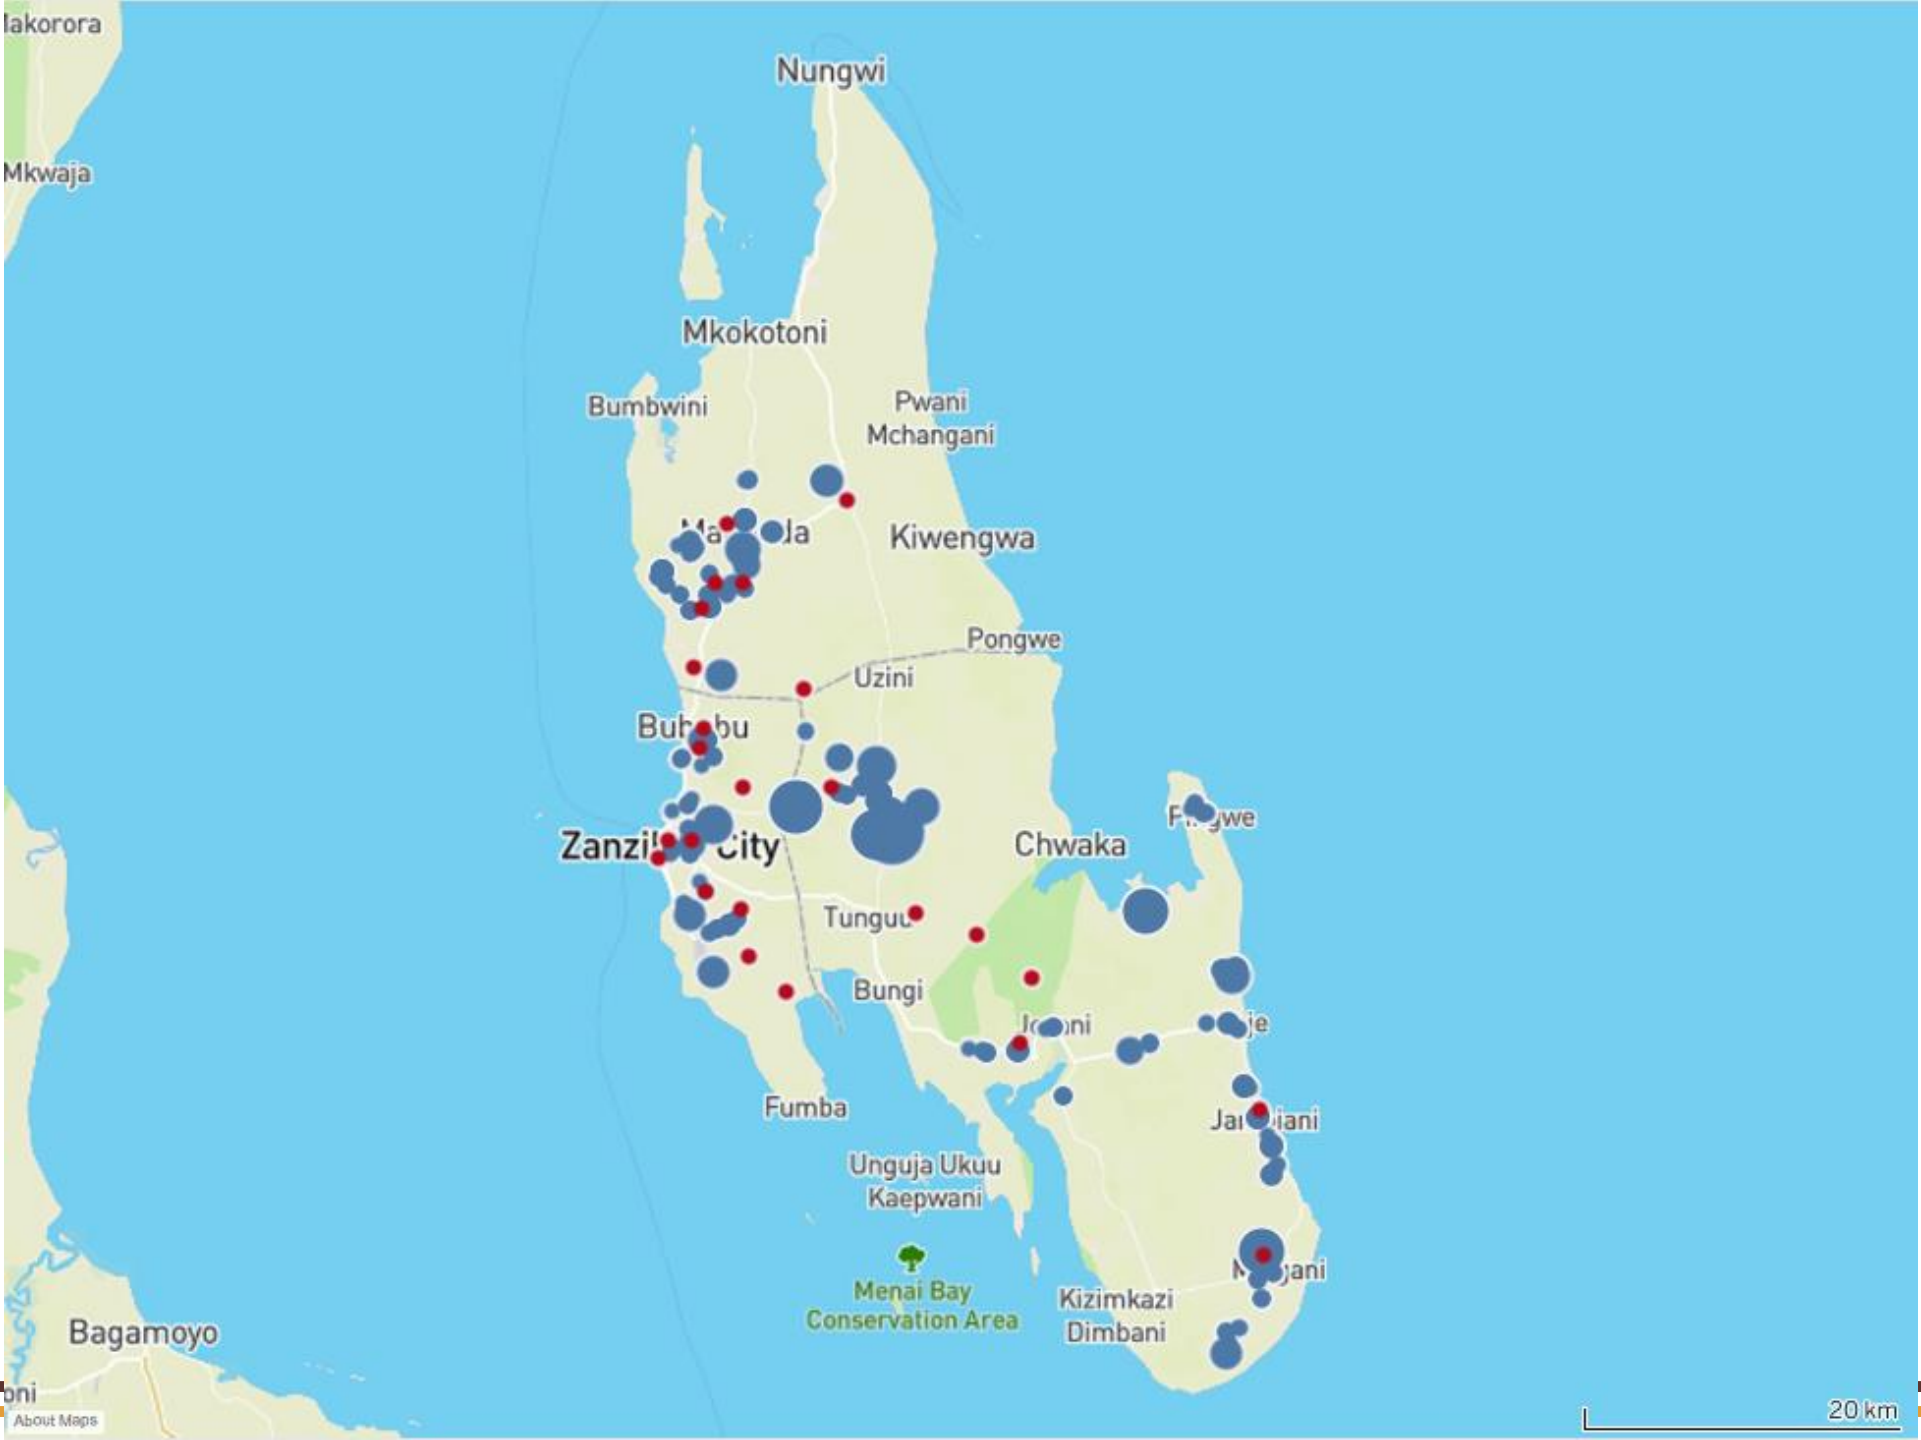 akorora
Nungwi
Mkwaja
Mkokotoni
Bumbwini
Pwani
Mchangani
Kiwengwa
Pongwe
Uzini
City
Chwaka
Tunguu
Bungi
Fumba
Unguja Ukuu
Kaepwani
Menai Bay
Conservation Area
Kizimkazi
Dimbani
Bagamoyo
oni
About Maps
20 km